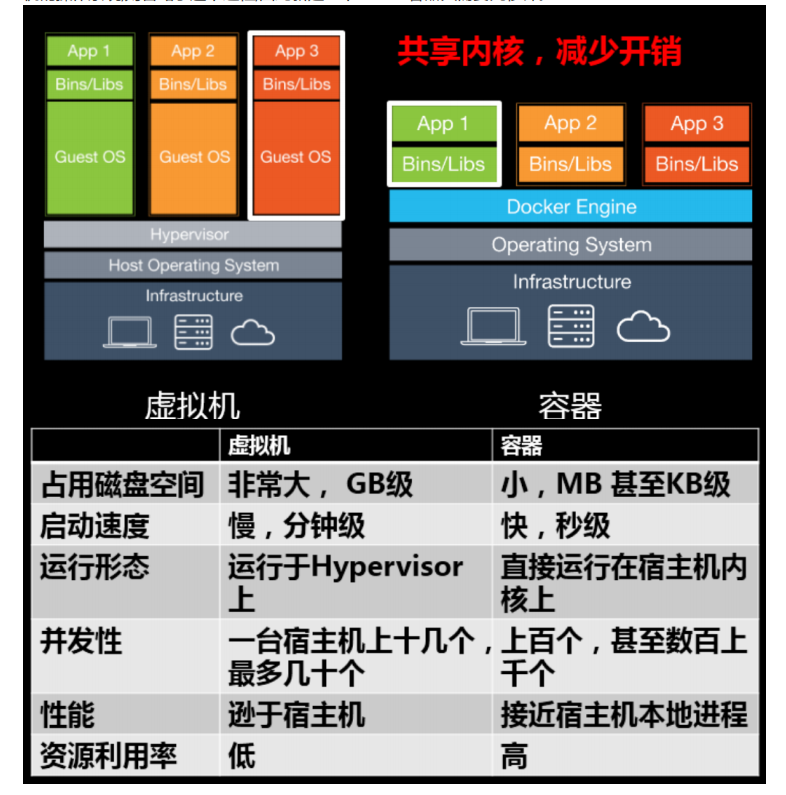 共享内核，减少开销
App 1
App 2
App 3
Bins/Libs
Bins/Libs
Bins/Libs
Guest OS
Guest OS
Guest OS
Hypervisor
Host Operating System
Infrastructure
App 1
App 2
App 3
Bins/Libs
Bins/Libs
Bins/Libs
Docker Engine
Operating System
Infrastructure
虚拟机
容器
虚拟机 容器
占用磁盘空间 非常大， GB级 小，MB 甚至KB级
启动速度 慢，分钟级 快，秒级
运行形态 运行于Hypervisor 直接运行在宿主机内
上 核上
并发性 一台宿主机上十几个， 上百个，甚至数百上
最多几十个 千个
性能 逊于宿主机 接近宿主机本地进程
资源利用率 低 高